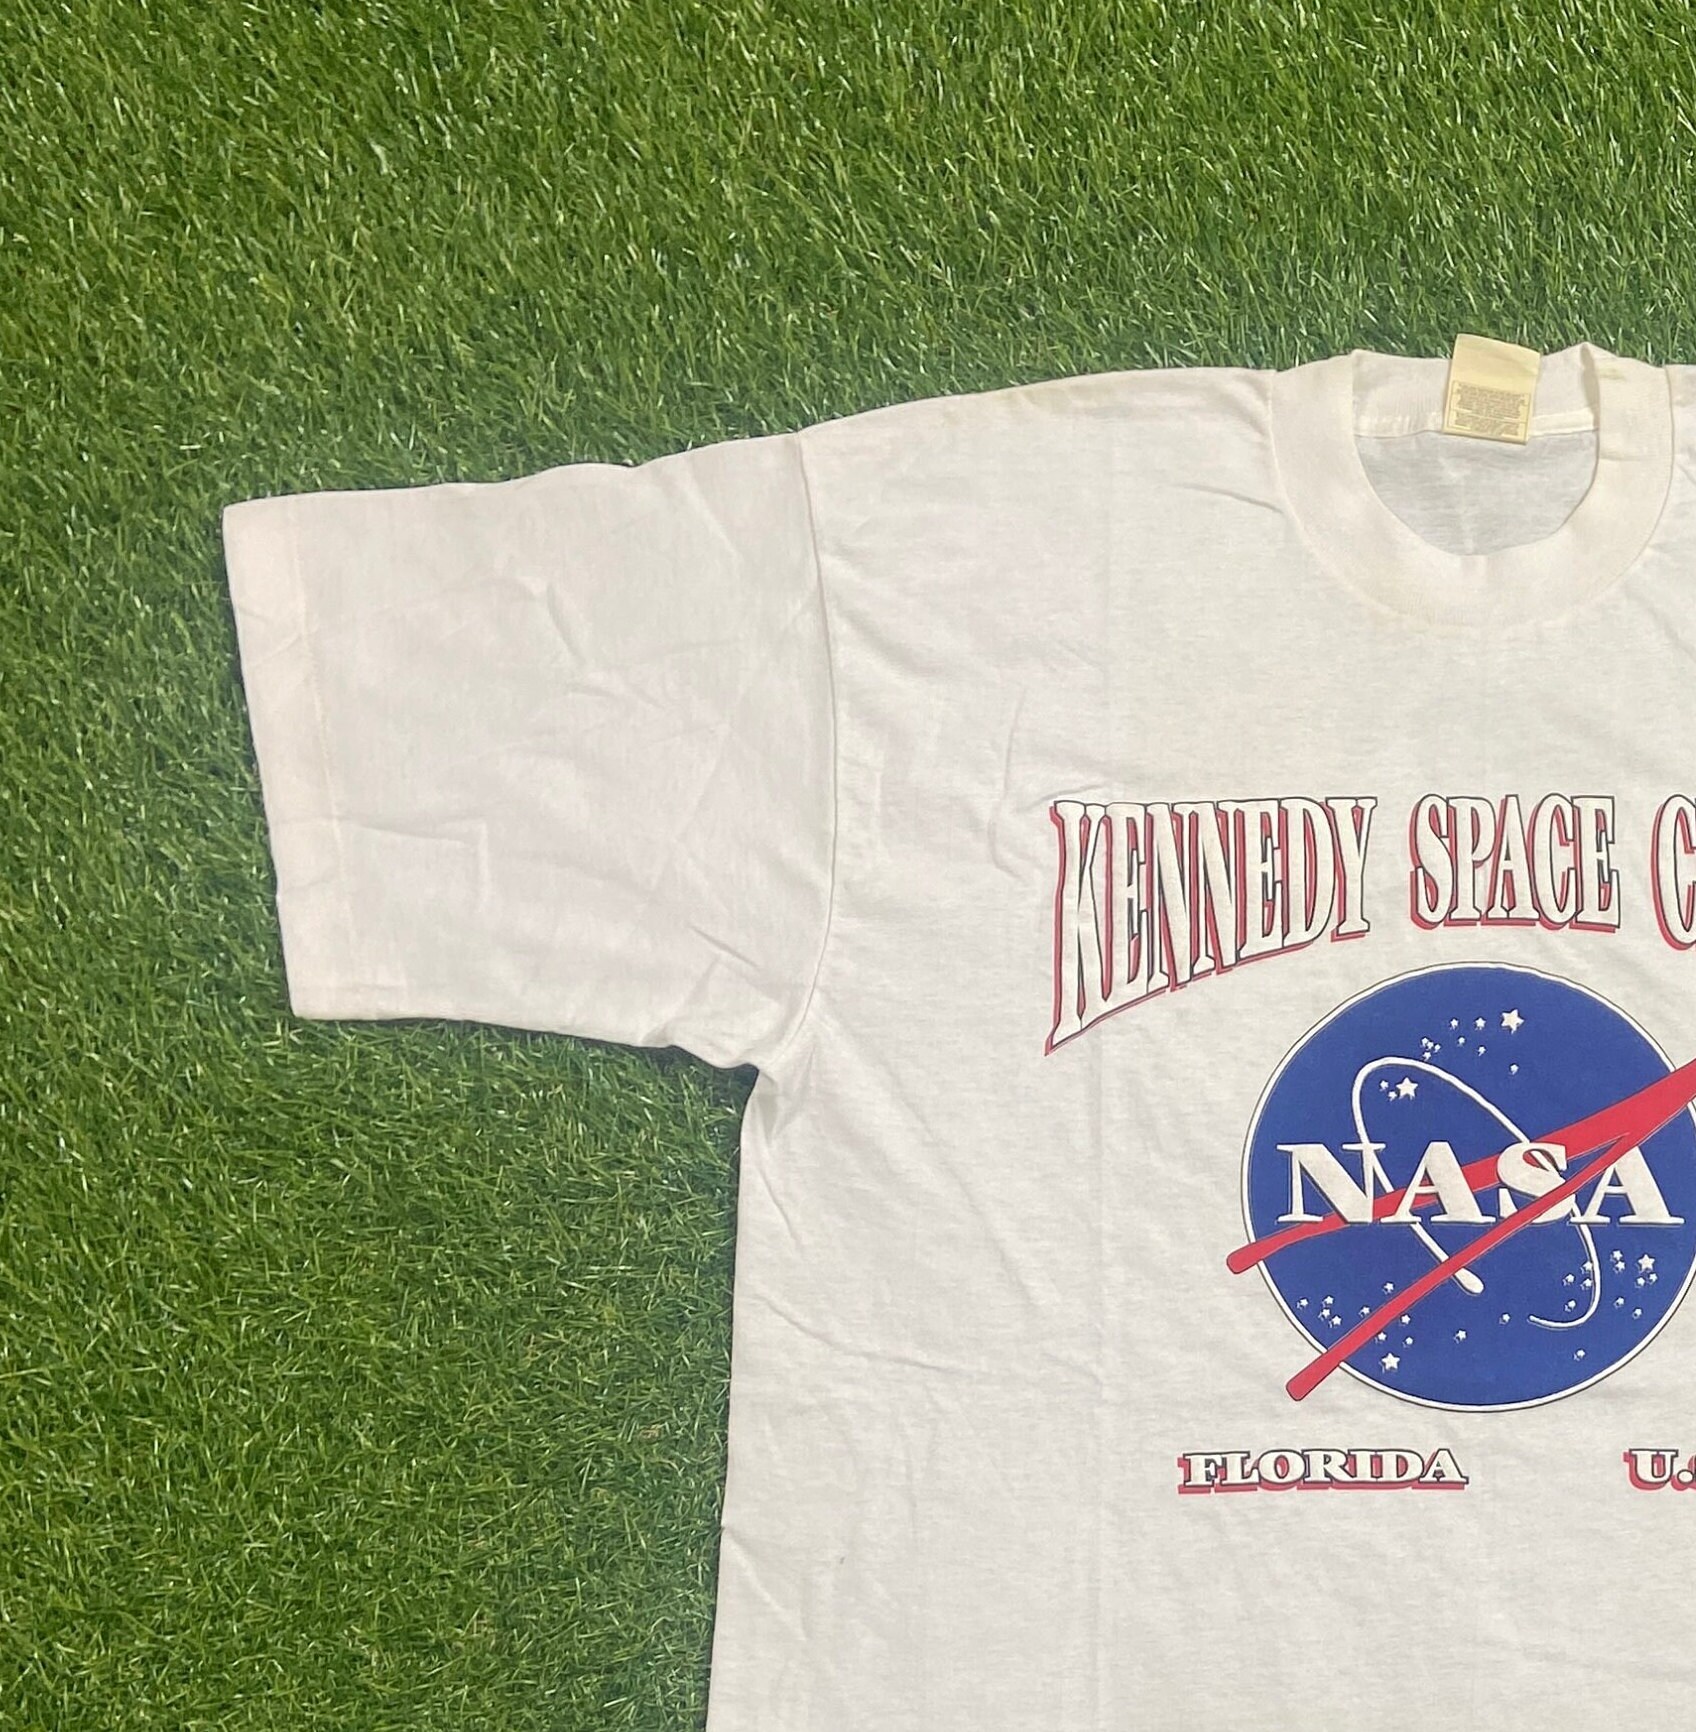 KENNEDY SPACE C
NASA
FLORIDA U.